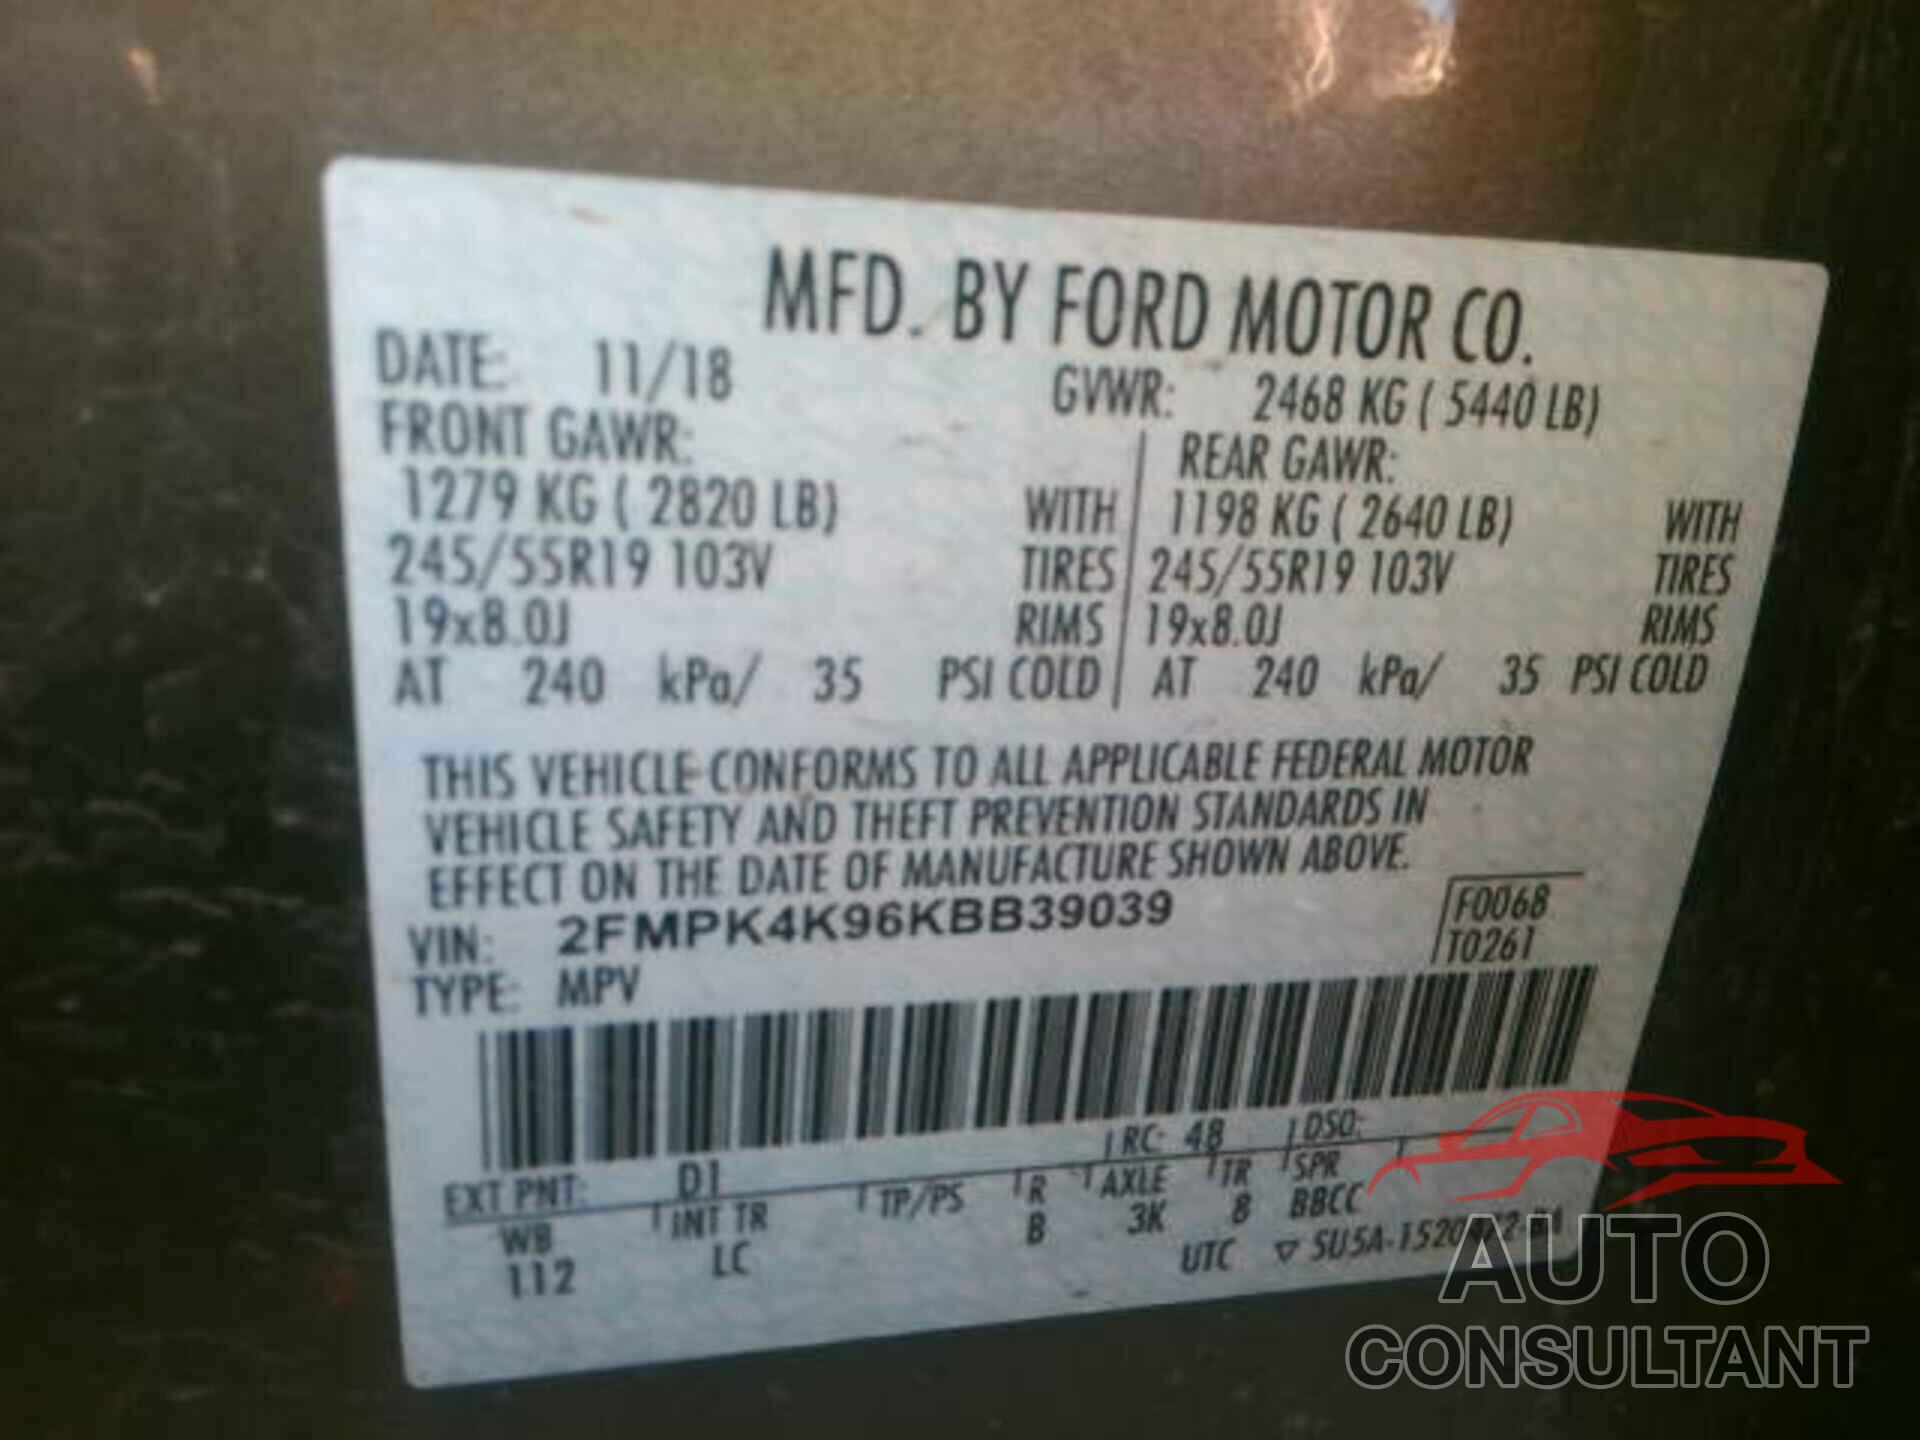 MFD. BY FORD MOTOR CO.
DATE: 11/18 GVWR: 2468 KG ( 5440 LB)
FRONT GAWR: REAR GAWR:
1279 KG ( 2820 LB) WITH 1198 KG ( 2640 LB) WITH
245/55R19 103V TIRES 245/55R19 103V TIRES
19x8.0J RIMS 19x8.0J RIMS
AT 240 kPa/ 35 PSI COLD AT 240 kPa/ 35 PSI COLD
THIS VEHICLE CONFORMS TO ALL APPLICABLE FEDERAL MOTOR
VEHICLE SAFETY AND THEFT PREVENTION STANDARDS IN
EFFECT ON THE DATE OF MANUFACTURE SHOWN ABOVE.
VIN: 2FMPK4K96KBB39039 F0068
TYPE: MPV T0261
EXT PNT: D1 RC: 48 DSO:
WB INT TR TP/PS R AXLE TR SPR
112 LC B 3K 8 BBCC
UTC ▽
AUTO
CONSULTANT